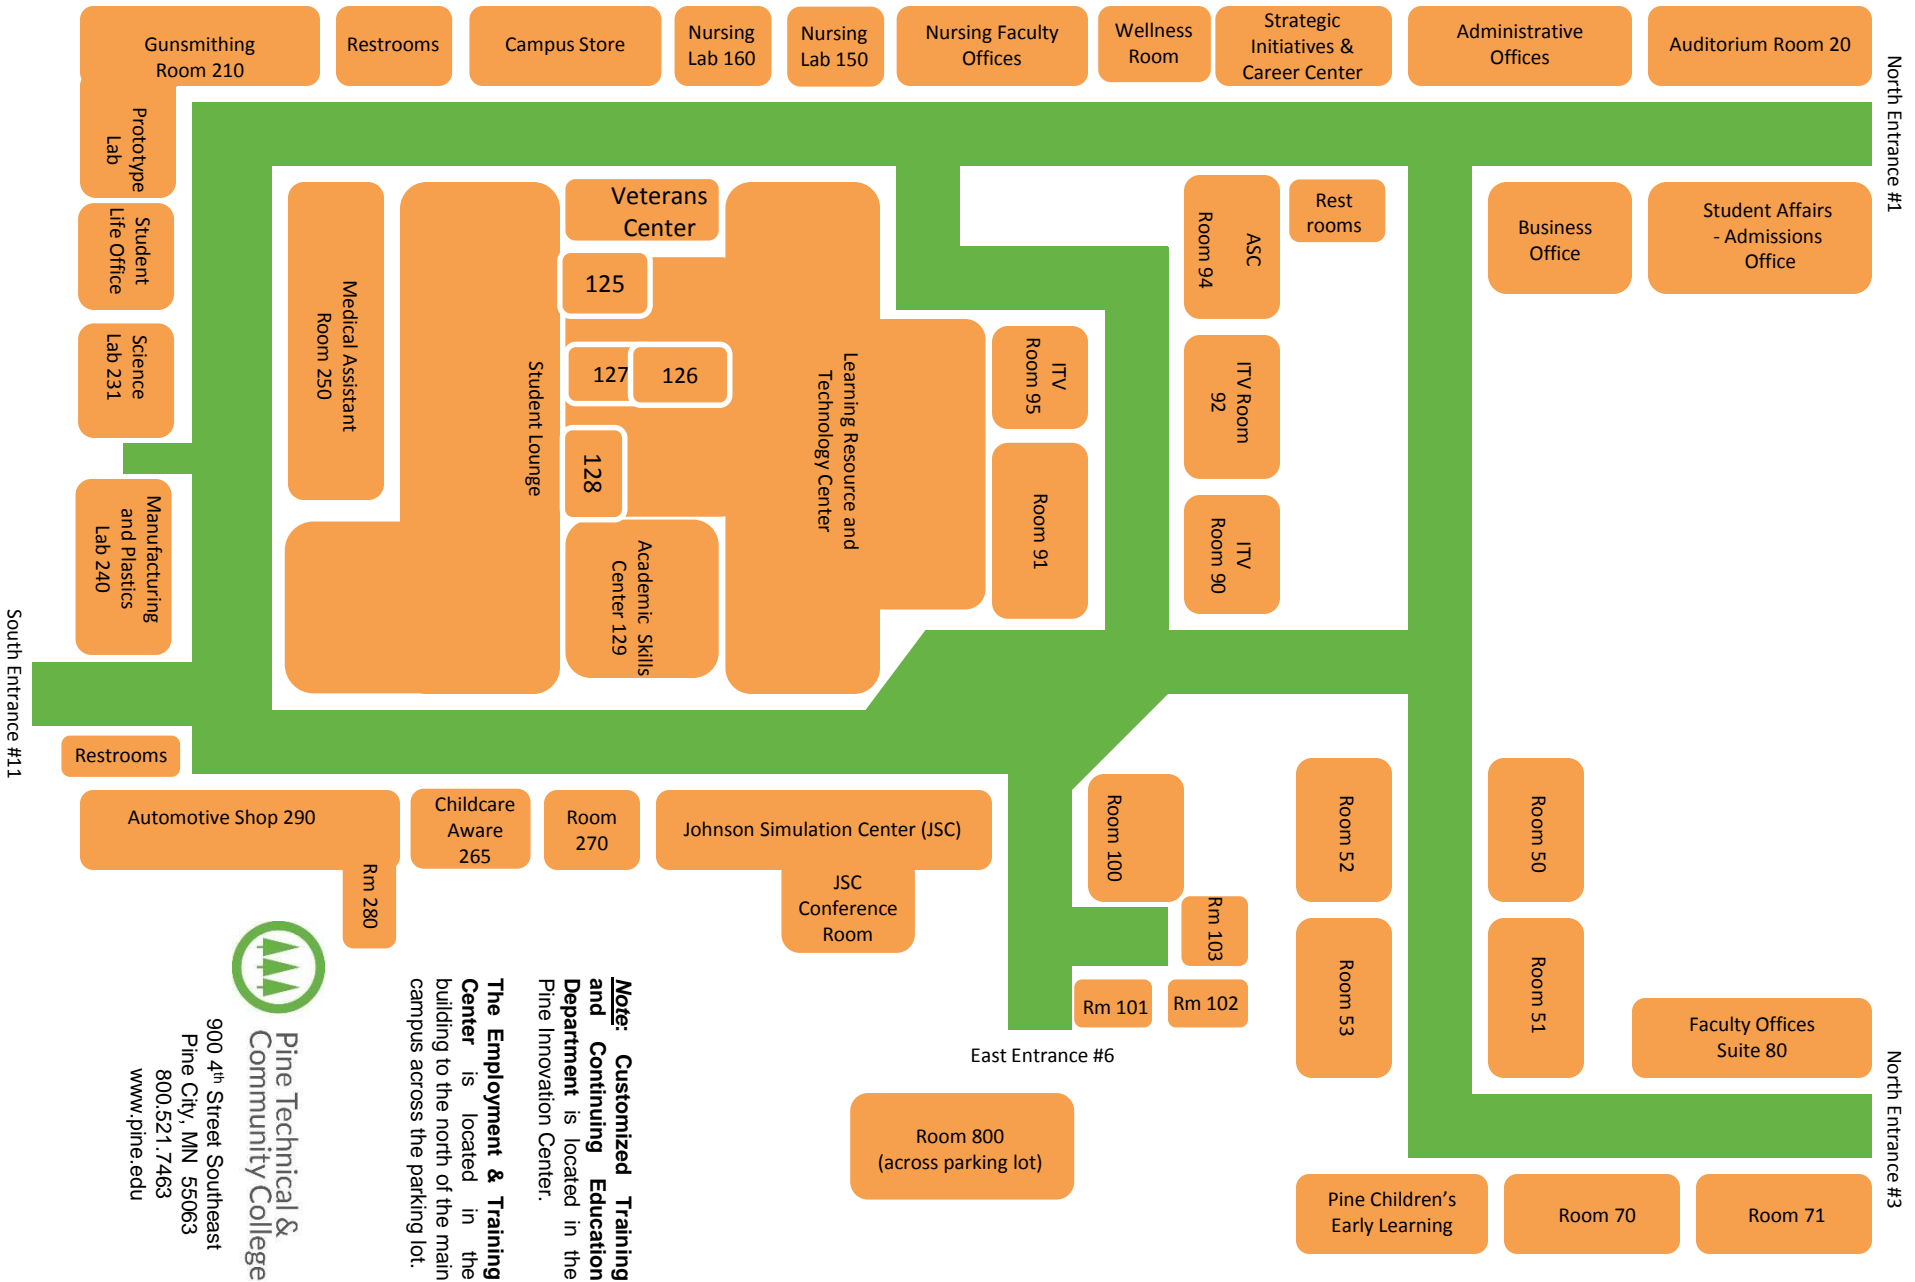 Gunsmithing
Room 210
Restrooms
Campus Store
Nursing
Lab 160
Nursing
Lab 150
Nursing Faculty
Offices
Wellness
Room
Strategic
Initiatives &
Career Center
Administrative
Offices
Auditorium Room 20
North Entrance #1
Prototype
Lab
Student
Life Office
Science
Lab 231
Manufacturing
and Plastics
Lab 240
South Entrance #11
Medical Assistant
Room 250
Student Lounge
Veterans
Center
125
127
126
128
Academic Skills
Center 129
Learning Resource and
Technology Center
ITV
Room 95
Room 91
ASC
Room 94
Rest
rooms
ITV Room
92
ITV
Room 90
Business
Office
Student Affairs
- Admissions
Office
Restrooms
Automotive Shop 290
Rm 280
Childcare
Aware
265
Room
270
Johnson Simulation Center (JSC)
JSC
Conference
Room
Room 100
Rm 103
Rm 101
Rm 102
East Entrance #6
Room 52
Room 53
Room 50
Room 51
Faculty Offices
Suite 80
North Entrance #3
Room 800
(across parking lot)
Pine Children’s
Early Learning
Room 70
Room 71
Note: Customized Training
and Continuing Education
Department is located in the
Pine Innovation Center.
The Employment & Training
Center is located in the
building to the north of the main
campus across the parking lot.
Pine Technical &
Community College
900 4th Street Southeast
Pine City, MN 55063
800.521.7463
www.pine.edu